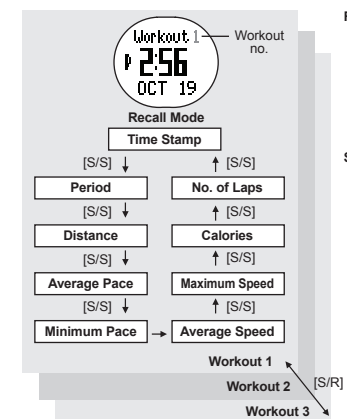 Workout 1
Workout
no.
P 2:56
OCT 19
Recall Mode
Time Stamp
[S/S] [S/S]
Period No. of Laps
[S/S] [S/S]
Distance Calories
[S/S] [S/S]
Average Pace Maximum Speed
[S/S] [S/S]
Minimum Pace Average Speed
Workout 1
Workout 2 [S/R]
Workout 3